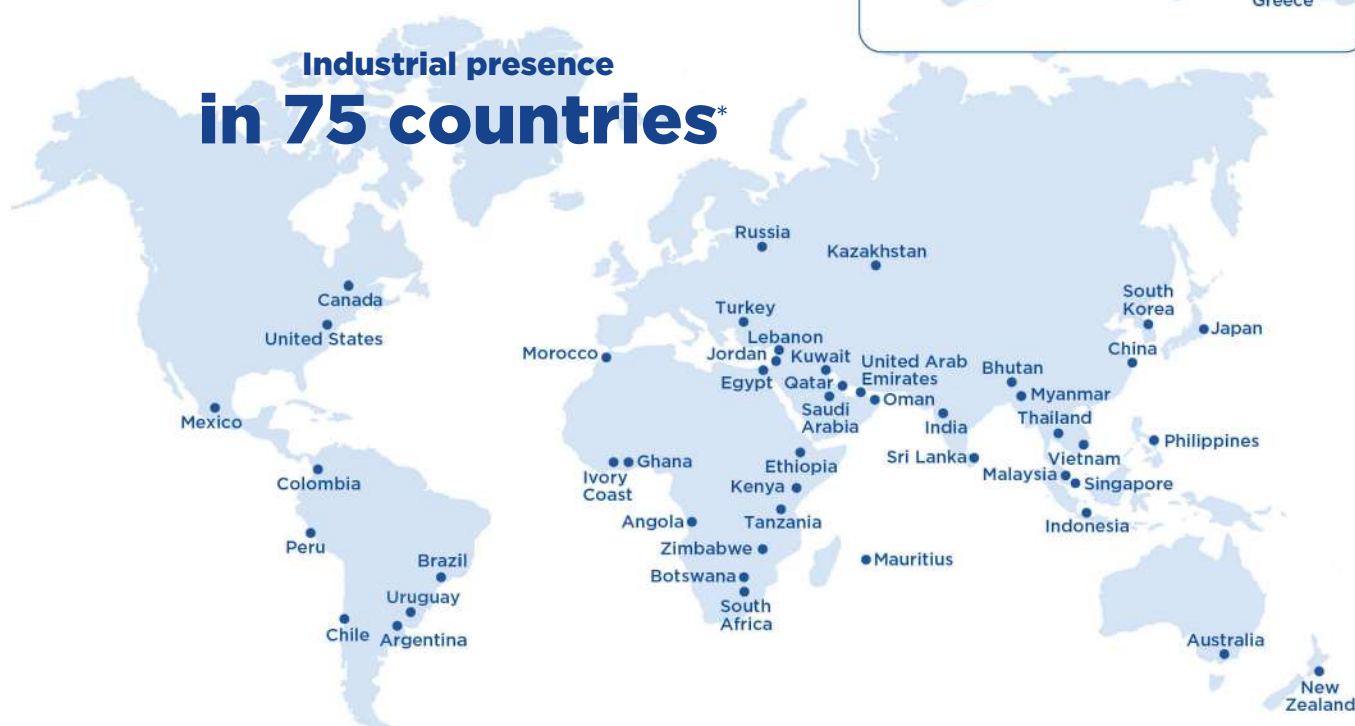 Greece
Industrial presence
in 75 countries*
Russia
Kazakhstan
Canada
United States
Mexico
Colombia
Peru
Brazil
Uruguay
Chile
Argentina
Turkey
Lebanon
Morocco
Jordan
Kuwait
Egypt
Qatar
United Arab
Emirates
Oman
Saudi
Arabia
India
Sri Lanka
Bhutan
Myanmar
Thailand
Vietnam
Malaysia
Singapore
Indonesia
Philippines
South
Korea
Japan
China
Ivory
Coast
Ghana
Ethiopia
Kenya
Angola
Tanzania
Zimbabwe
Mauritius
Botswana
South
Africa
Australia
New
Zealand